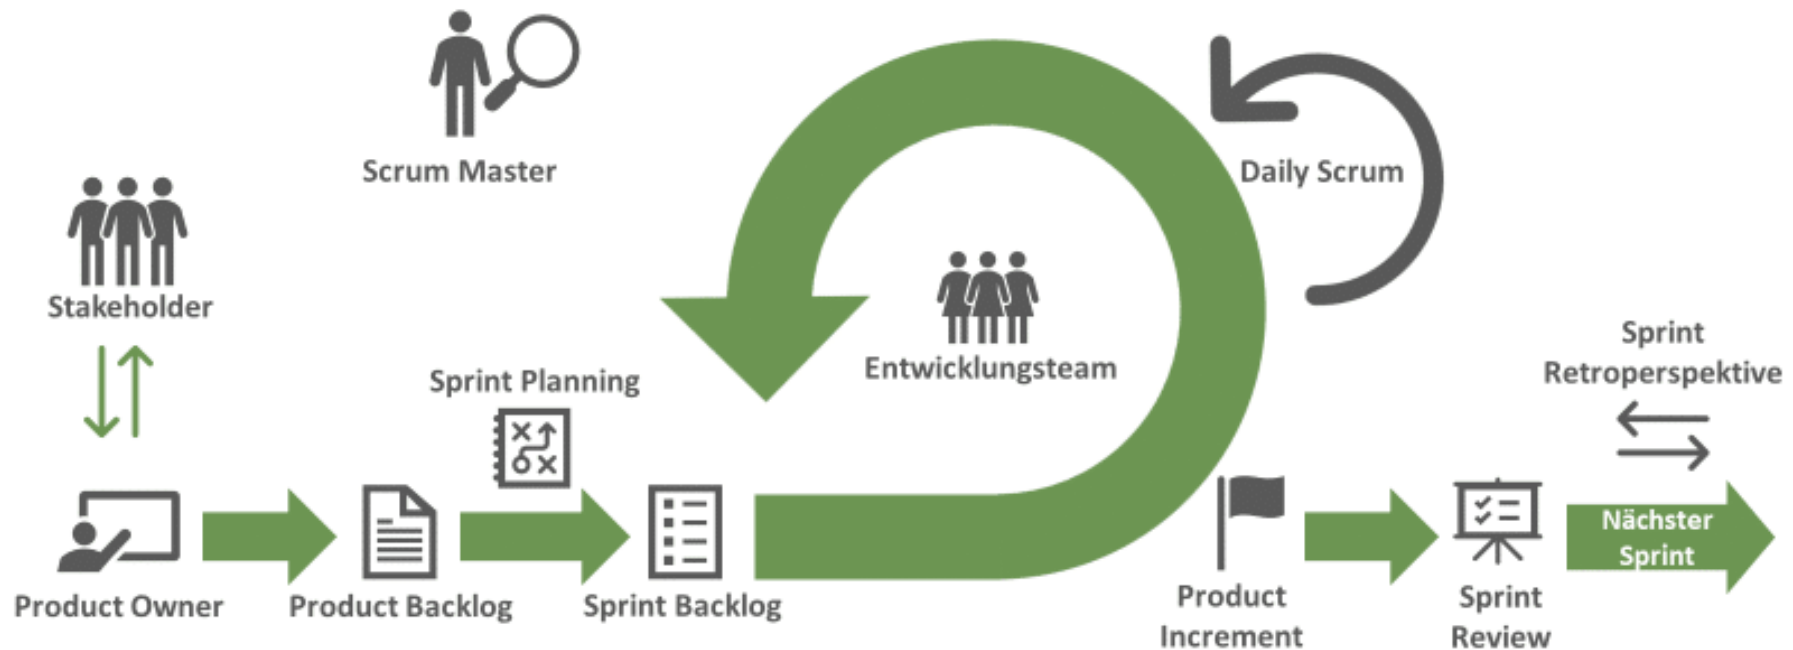 Scrum Master
Daily Scrum
Stakeholder
Entwicklungsteam
Sprint
Retroperspektive
Sprint Planning
Nächster
Sprint
Product Owner
Product Backlog
Sprint Backlog
Product
Increment
Sprint
Review